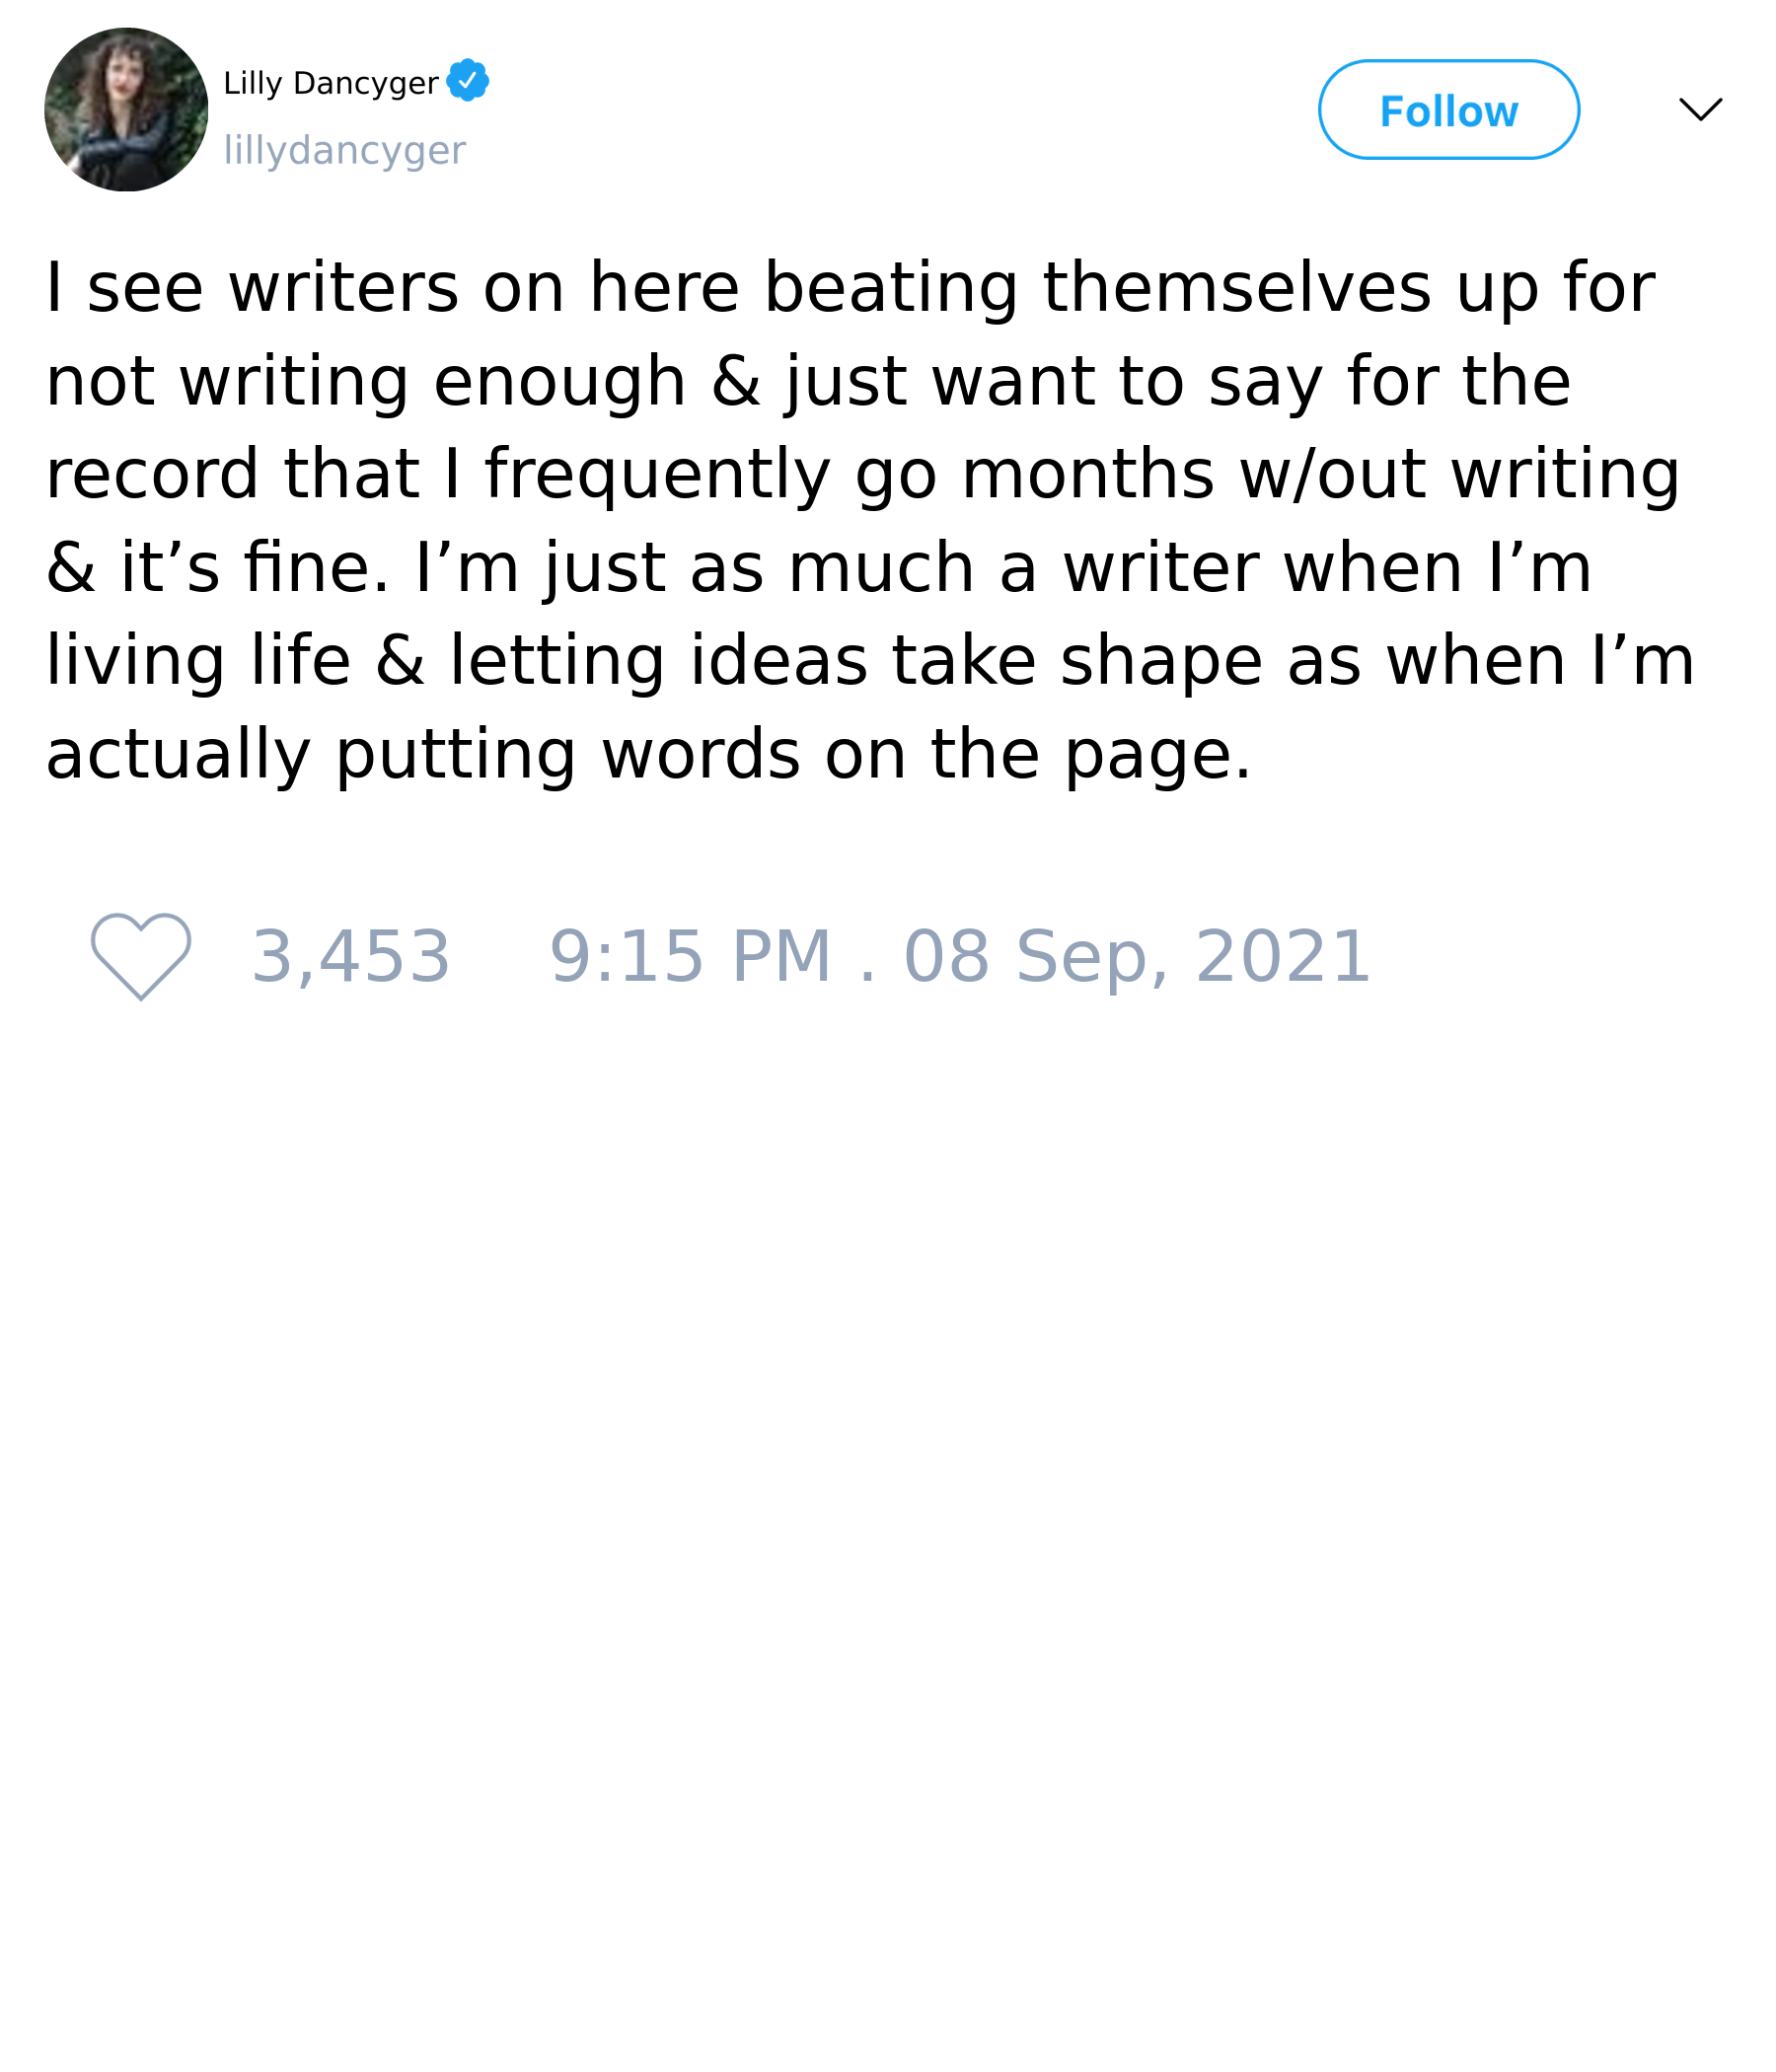 Lilly Dancyger
lillydancyger
Follow
I see writers on here beating themselves up for
not writing enough & just want to say for the
record that I frequently go months w/out writing
& it’s fine. I’m just as much a writer when I’m
living life & letting ideas take shape as when I’m
actually putting words on the page.
3,453 9:15 PM . 08 Sep, 2021